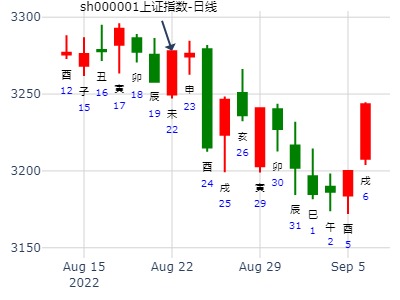 sh000001上证指数-日线
3300
3250
3200
3150
酉
12
子
15
丑
16
寅
17
卯
18
辰
19
未
22
申
23
酉
24
戌
25
亥
26
寅
29
卯
30
辰
31
巳
1
午
2
酉
5
戌
6
Aug 15
2022
Aug 22
Aug 29
Sep 5